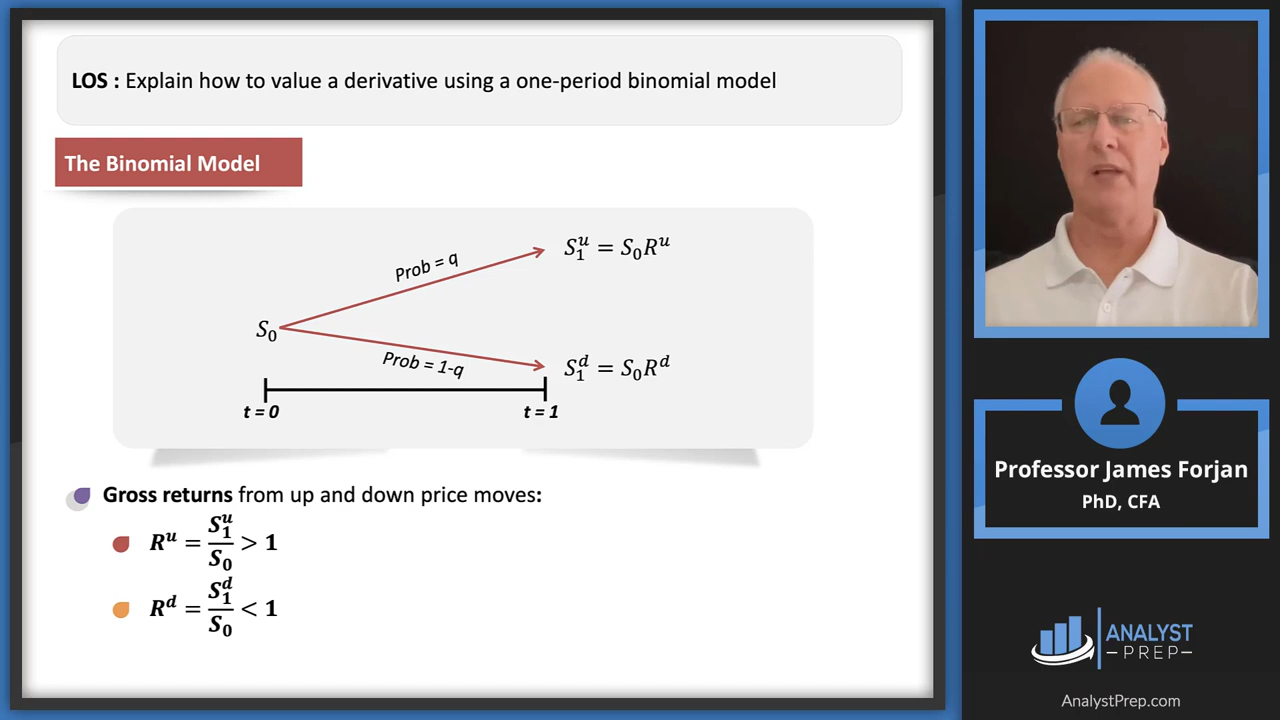 LOS : Explain how to value a derivative using a one-period binomial model
The Binomial Model
S₁ᵘ = S₀Rᵘ
Prob = q
S₀
Prob = 1-q
S₁ᵈ = S₀Rᵈ
t = 0
t = 1
Gross returns from up and down price moves:
Rᵘ = S₁ᵘ/S₀ > 1
Rᵈ = S₁ᵈ/S₀ < 1
Professor James Forjan
PhD, CFA
ANALYST
PREP
AnalystPrep.com